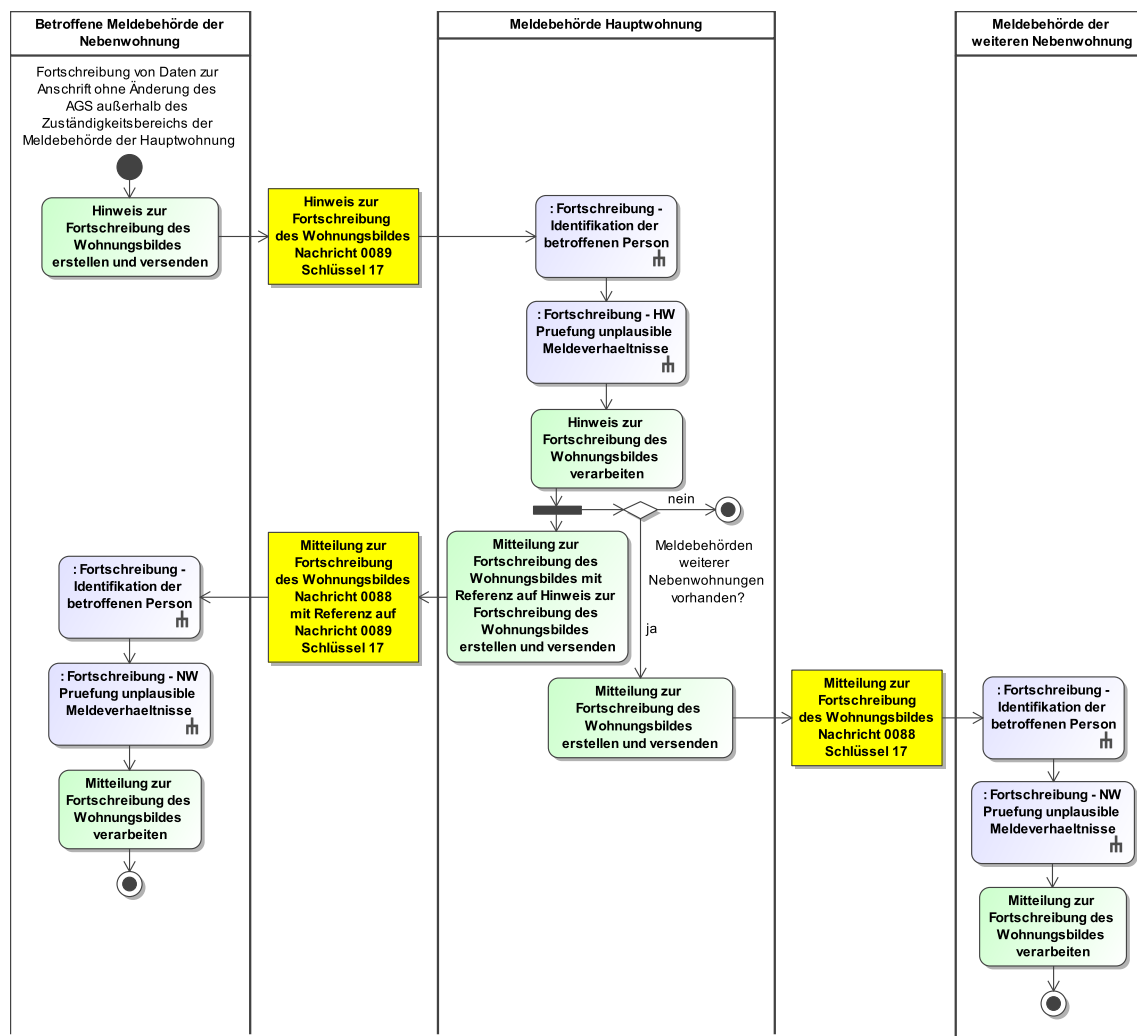 Betroffene Meldebehörde der
Nebenwohnung
Meldebehörde Hauptwohnung
Meldebehörde der
weiteren Nebenwohnung
Fortschreibung von Daten zur
Anschrift ohne Änderung des
AGS außerhalb des
Zuständigkeitsbereichs der
Meldebehörde der Hauptwohnung
Hinweis zur
Fortschreibung des
Wohnungsbildes
erstellen und versenden
Hinweis zur
Fortschreibung
des Wohnungsbildes
Nachricht 0089
Schlüssel 17
: Fortschreibung -
Identifikation der
betroffenen Person
: Fortschreibung - HW
Pruefung unplausible
Meldeverhaeltnisse
Hinweis zur
Fortschreibung des
Wohnungsbildes
verarbeiten
nein
Meldebehörden
weiterer
Nebenwohnungen
vorhanden?
ja
Mitteilung zur
Fortschreibung des
Wohnungsbildes mit
Referenz auf Hinweis zur
Fortschreibung des
Wohnungsbildes
erstellen und versenden
Mitteilung zur
Fortschreibung
des Wohnungsbildes
Nachricht 0088
mit Referenz auf
Nachricht 0089
Schlüssel 17
: Fortschreibung -
Identifikation der
betroffenen Person
: Fortschreibung - NW
Pruefung unplausible
Meldeverhaeltnisse
Mitteilung zur
Fortschreibung des
Wohnungsbildes
verarbeiten
Mitteilung zur
Fortschreibung des
Wohnungsbildes
erstellen und versenden
Mitteilung zur
Fortschreibung
des Wohnungsbildes
Nachricht 0088
Schlüssel 17
: Fortschreibung -
Identifikation der
betroffenen Person
: Fortschreibung - NW
Pruefung unplausible
Meldeverhaeltnisse
Mitteilung zur
Fortschreibung des
Wohnungsbildes
verarbeiten